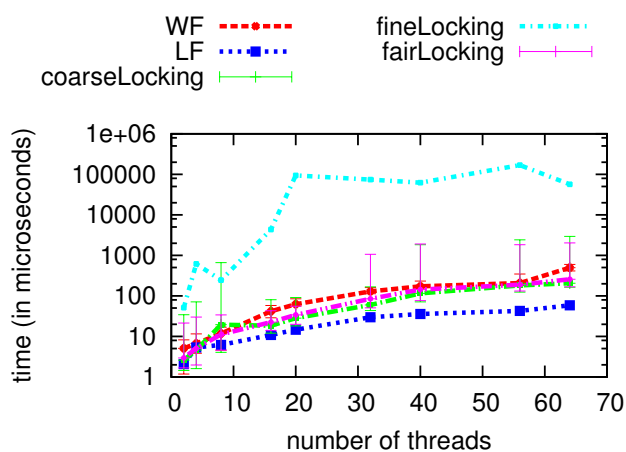 WF
LF
coarseLocking
fineLocking
fairLocking
time (in microseconds)
1e+06
100000
10000
1000
100
10
1
0 10 20 30 40 50 60 70
number of threads